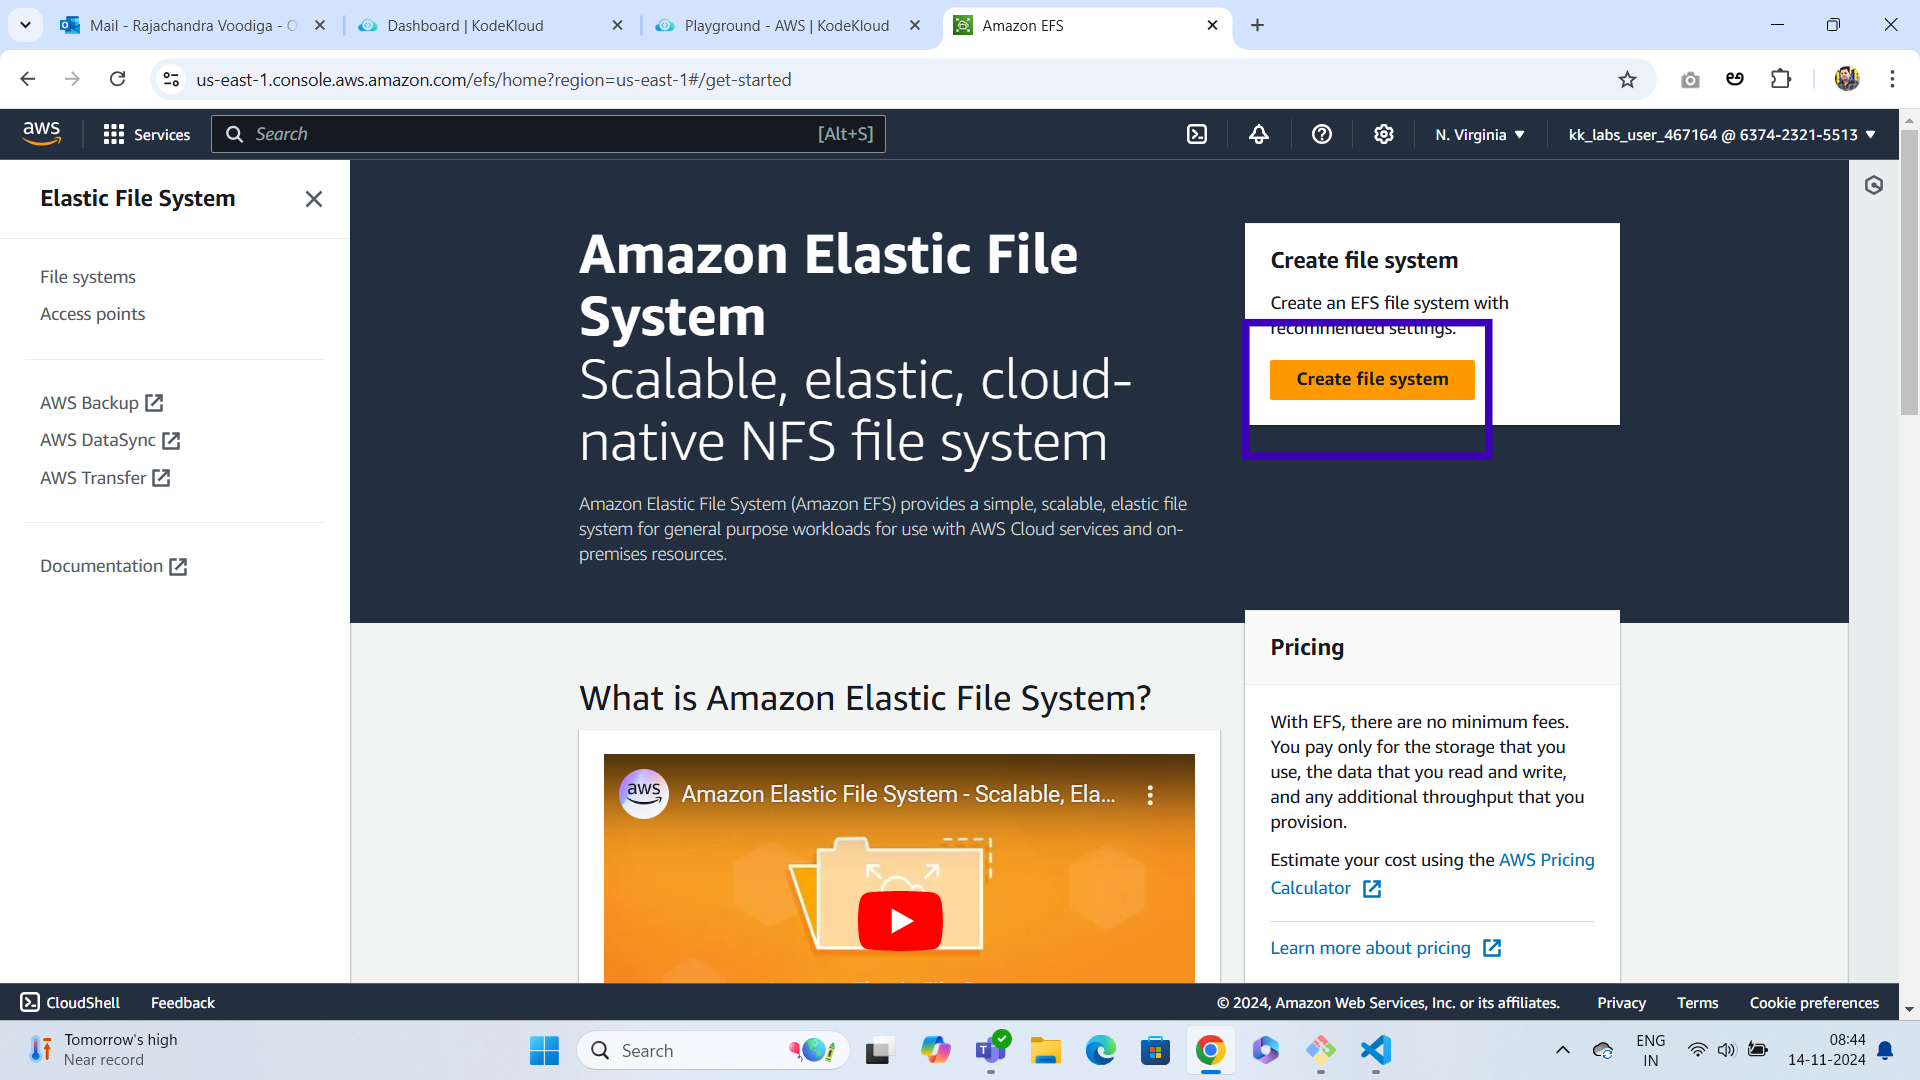 Mail - Rajachandra Voodiga - O
Dashboard | KodeKloud
Playground - AWS | KodeKloud
Amazon EFS
us-east-1.console.aws.amazon.com/efs/home?region=us-east-1#/get-started
aws
Services
Search
[Alt+S]
N. Virginia
kk_labs_user_467164 @ 6374-2321-5513
Elastic File System
File systems
Access points
AWS Backup
AWS DataSync
AWS Transfer
Documentation
Amazon Elastic File
System
Scalable, elastic, cloud-
native NFS file system
Amazon Elastic File System (Amazon EFS) provides a simple, scalable, elastic file
system for general purpose workloads for use with AWS Cloud services and on-
premises resources.
Create file system
Create an EFS file system with
recommended settings.
Create file system
What is Amazon Elastic File System?
aws
Amazon Elastic File System - Scalable, Ela...
Pricing
With EFS, there are no minimum fees.
You pay only for the storage that you
use, the data that you read and write,
and any additional throughput that you
provision.
Estimate your cost using the AWS Pricing
Calculator
Learn more about pricing
CloudShell
Feedback
© 2024, Amazon Web Services, Inc. or its affiliates.
Privacy
Terms
Cookie preferences
Tomorrow's high
Near record
Search
ENG
IN
08:44
14-11-2024